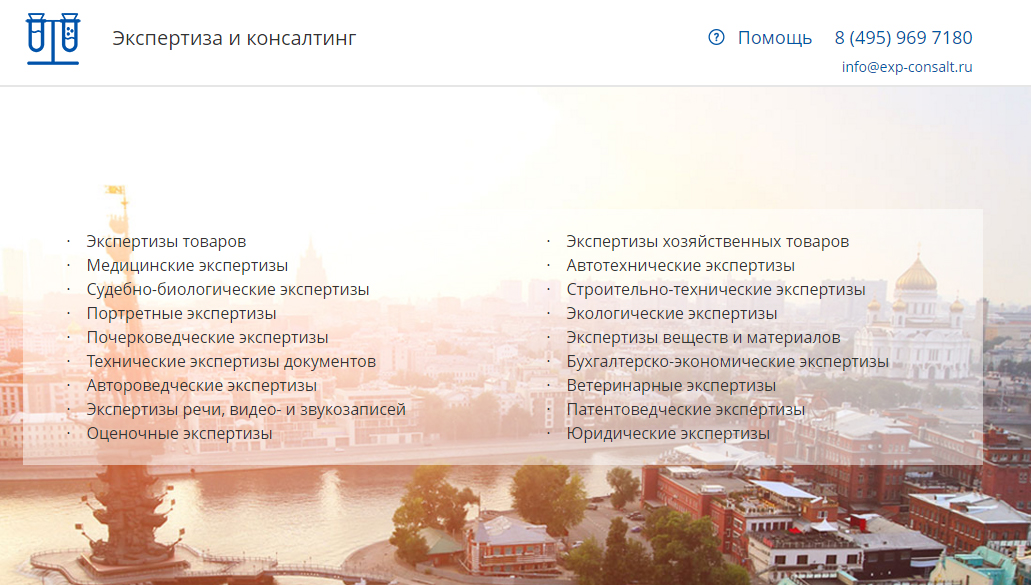 Экспертиза и консалтинг
Помощь 8 (495) 969 7180
info@exp-consalt.ru
· Экспертизы товаров
· Медицинские экспертизы
· Судебно-биологические экспертизы
· Портретные экспертизы
· Почерковедческие экспертизы
· Технические экспертизы документов
· Автороведческие экспертизы
· Экспертизы речи, видео- и звукозаписей
· Оценочные экспертизы
· Экспертизы хозяйственных товаров
· Автотехнические экспертизы
· Строительно-технические экспертизы
· Экологические экспертизы
· Экспертизы веществ и материалов
· Бухгалтерско-экономические экспертизы
· Ветеринарные экспертизы
· Патентоведческие экспертизы
· Юридические экспертизы